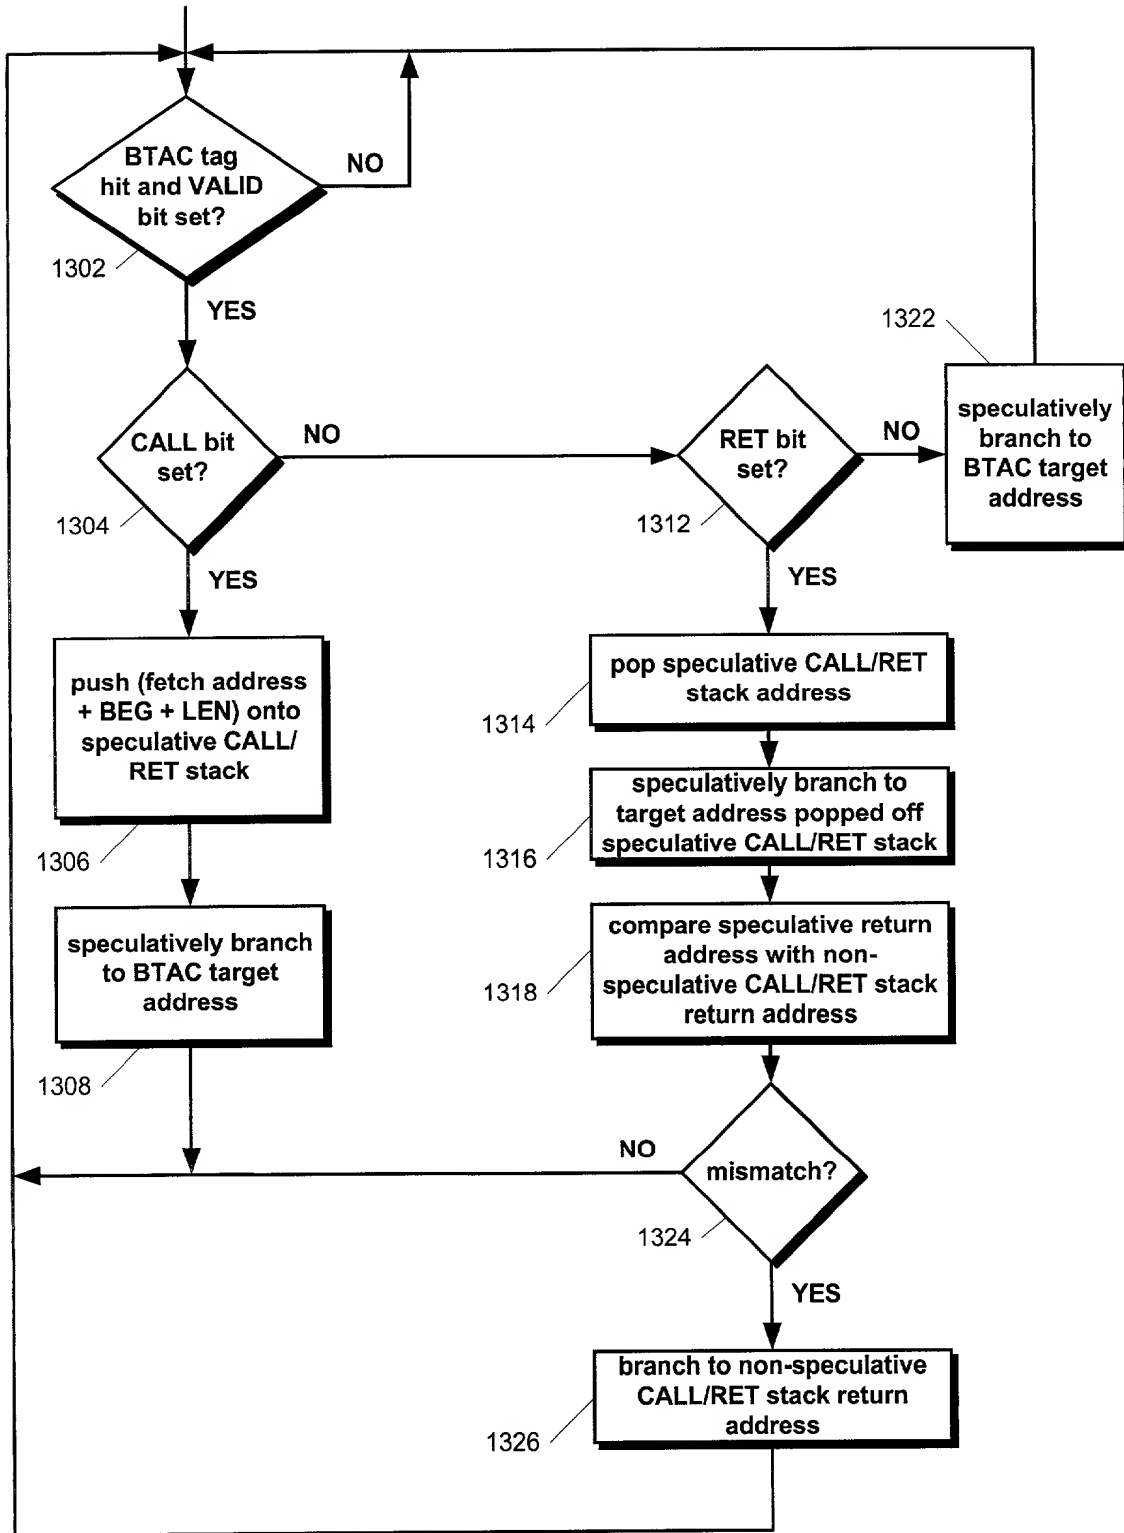 BTAC tag
hit and VALID
bit set?
NO
1302
YES
CALL bit
set?
NO
1304
YES
RET bit
set?
NO
1312
YES
1322
speculatively
branch to
BTAC target
address
push (fetch address
+ BEG + LEN) onto
speculative CALL/
RET stack
1306
speculatively branch
to BTAC target
address
1308
pop speculative CALL/RET
stack address
1314
speculatively branch to
target address popped off
speculative CALL/RET stack
1316
compare speculative return
address with non-
speculative CALL/RET stack
return address
1318
NO
mismatch?
1324
YES
branch to non-speculative
CALL/RET stack return
address
1326